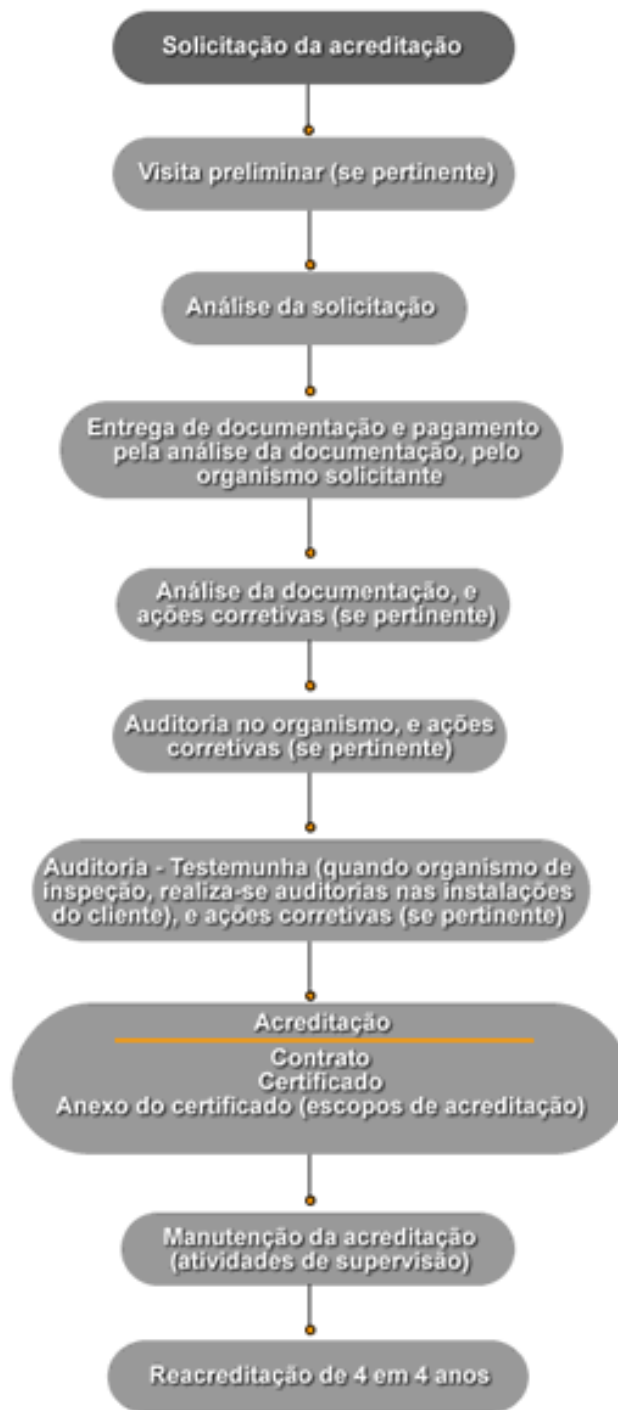 Solicitação da acreditação
Visita preliminar (se pertinente)
Análise da solicitação
Entrega de documentação e pagamento
pela análise da documentação, pelo
organismo solicitante
Análise da documentação, e
ações corretivas (se pertinente)
Auditoria no organismo, e ações
corretivas (se pertinente)
Auditoria - Testemunha (quando organismo de
inspeção, realiza-se auditorias nas instalações
do cliente), e ações corretivas (se pertinente)
Acreditação
Contrato
Certificado
Anexo do certificado (escopos de acreditação)
Manutenção da acreditação
(atividades de supervisão)
Reacreditação de 4 em 4 anos